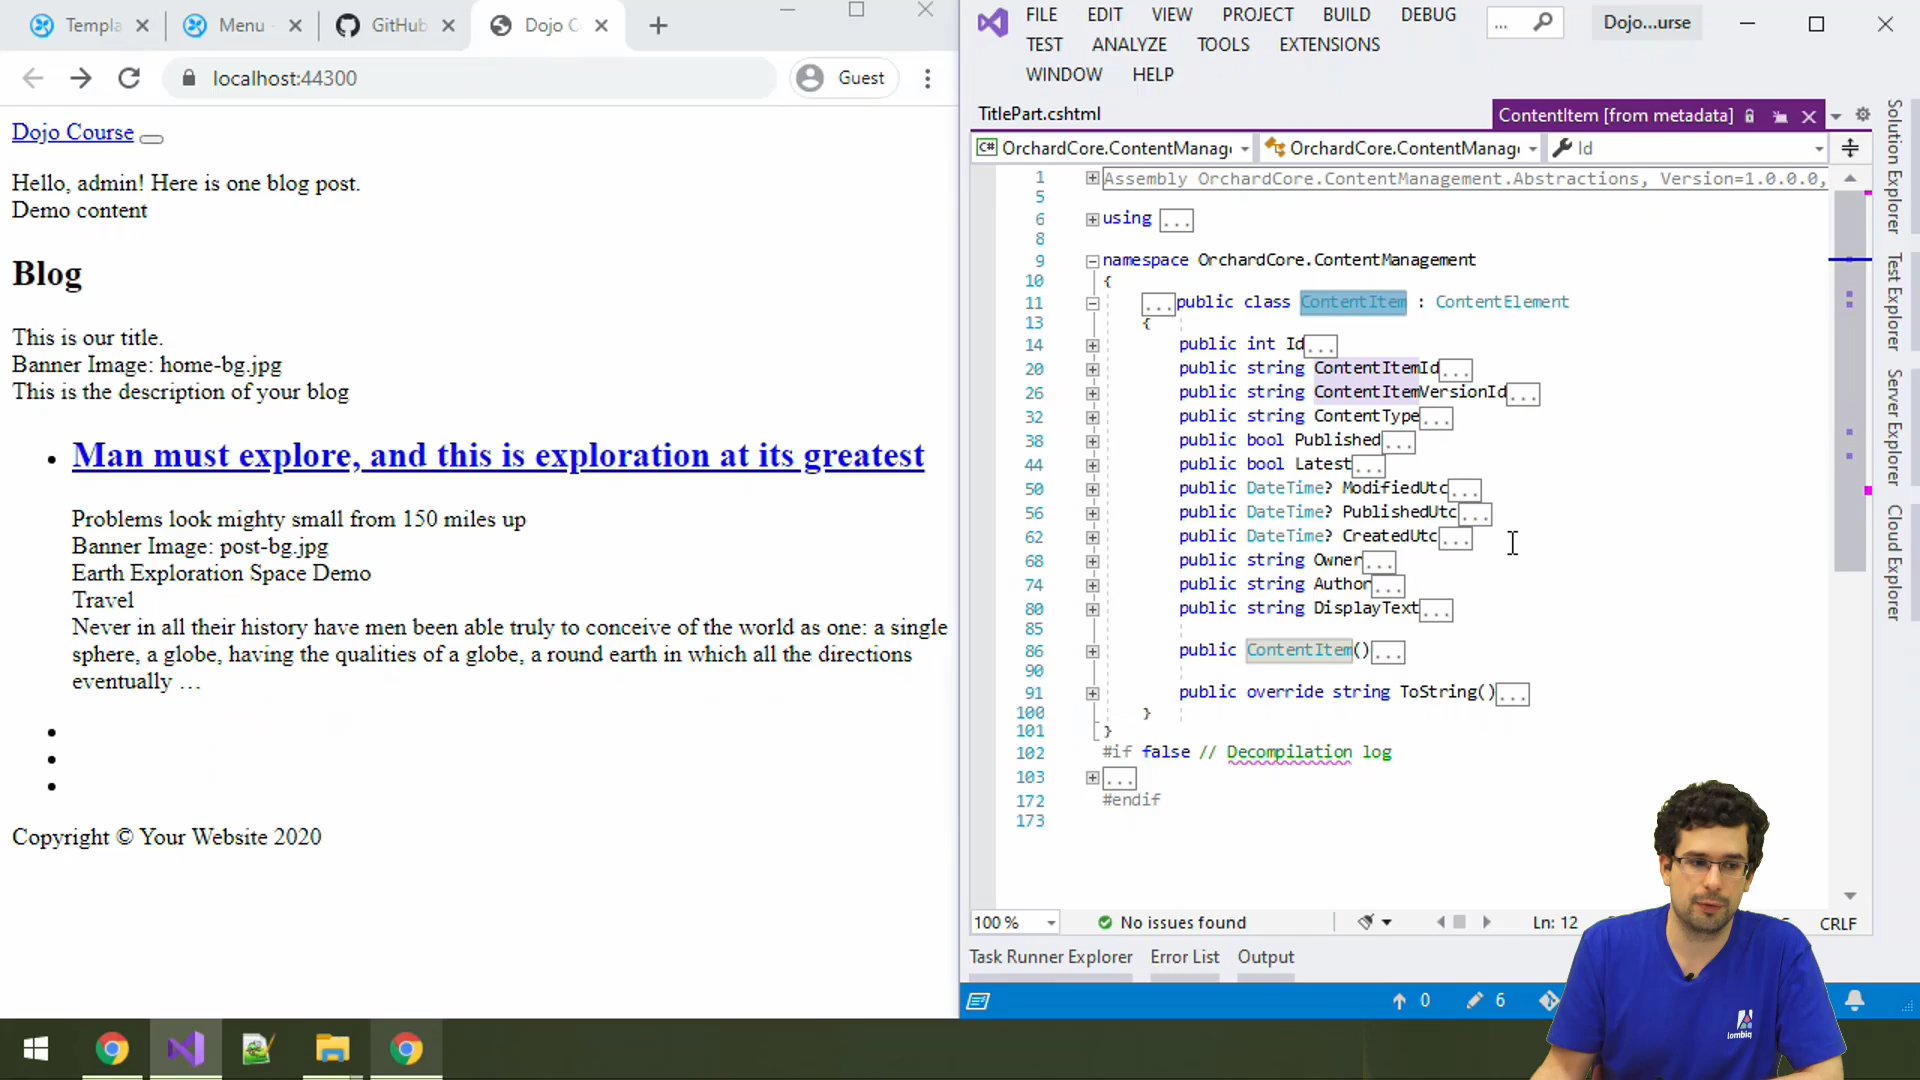 Templa
Menu -
GitHub
Dojo C
localhost:44300
Guest
Dojo Course
Hello, admin! Here is one blog post.
Demo content
Blog
This is our title.
Banner Image: home-bg.jpg
This is the description of your blog
Man must explore, and this is exploration at its greatest
Problems look mighty small from 150 miles up
Banner Image: post-bg.jpg
Earth Exploration Space Demo
Travel
Never in all their history have men been able truly to conceive of the world as one: a single
sphere, a globe, having the qualities of a globe, a round earth in which all the directions
eventually …
Copyright © Your Website 2020
FILE EDIT VIEW PROJECT BUILD DEBUG
... Dojo...urse
TEST ANALYZE TOOLS EXTENSIONS
WINDOW HELP
TitlePart.cshtml
ContentItem [from metadata]
C# OrchardCore.ContentManag
OrchardCore.ContentManag
Id
1 Assembly OrchardCore.ContentManagement.Abstractions, Version=1.0.0.0,
5
6 using ...
8
9 namespace OrchardCore.ContentManagement
10 {
11 ... public class ContentItem : ContentElement
13 {
14 public int Id...
20 public string ContentItemId...
26 public string ContentItemVersionId...
32 public string ContentType...
38 public bool Published...
44 public bool Latest...
50 public DateTime? ModifiedUtc...
56 public DateTime? PublishedUtc...
62 public DateTime? CreatedUtc...
68 public string Owner...
74 public string Author...
80 public string DisplayText...
85
86 public ContentItem()...
90
91 public override string ToString()...
100 }
101 }
102 #if false // Decompilation log
103 ...
172 #endif
173
Solution Explorer
Test Explorer
Server Explorer
Cloud Explorer
100 %
No issues found
Ln: 12
CRLF
Task Runner Explorer Error List Output
0
6
lombiq